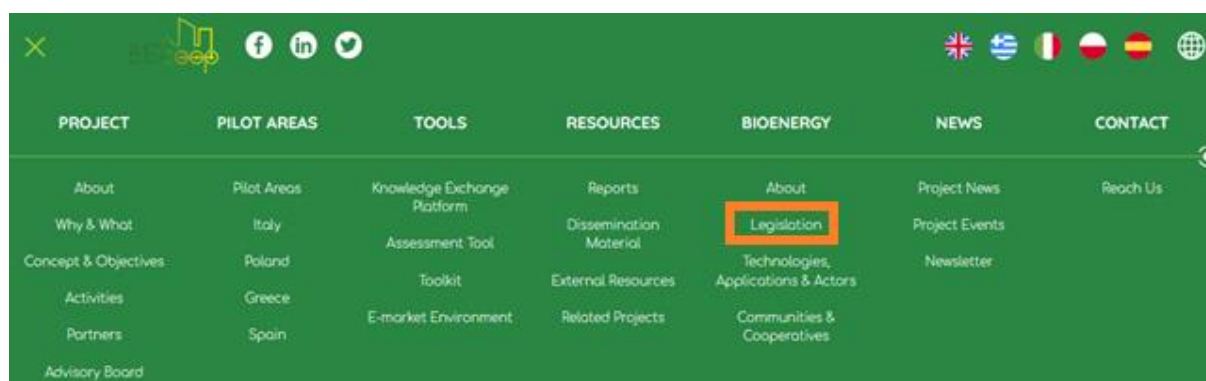 PROJECT
PILOT AREAS
TOOLS
RESOURCES
BIOENERGY
NEWS
CONTACT
About
Why & What
Concept & Objectives
Activities
Partners
Advisory Board
Pilot Areas
Italy
Poland
Greece
Spain
Knowledge Exchange
Platform
Assessment Tool
Toolkit
E-market Environment
Reports
Dissemination
Material
External Resources
Related Projects
About
Legislation
Technologies,
Applications & Actors
Communities &
Cooperatives
Project News
Project Events
Newsletter
Reach Us